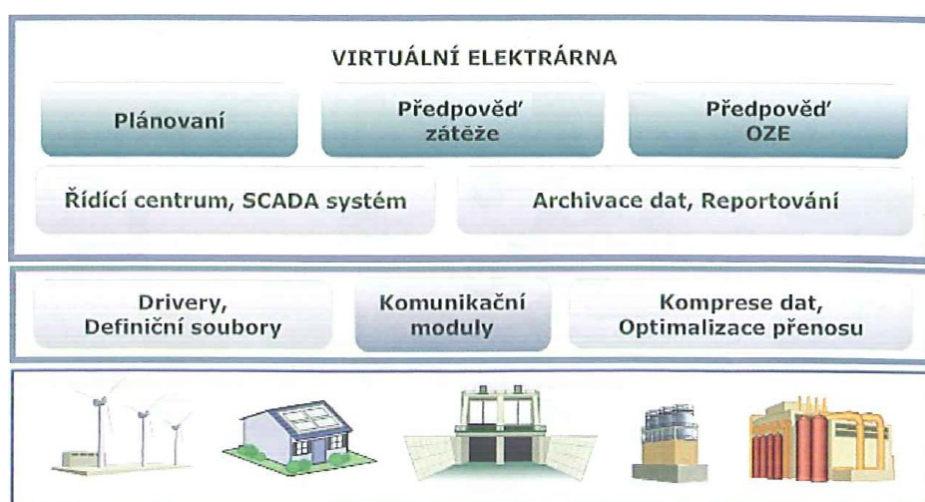 VIRTUÁLNÍ ELEKTRÁRNA
Plánovaní
Předpověď
zátěže
Předpověď
OZE
Řídící centrum, SCADA systém
Archivace dat, Reportování
Drivery,
Definiční soubory
Komunikační
moduly
Komprese dat,
Optimalizace přenosu